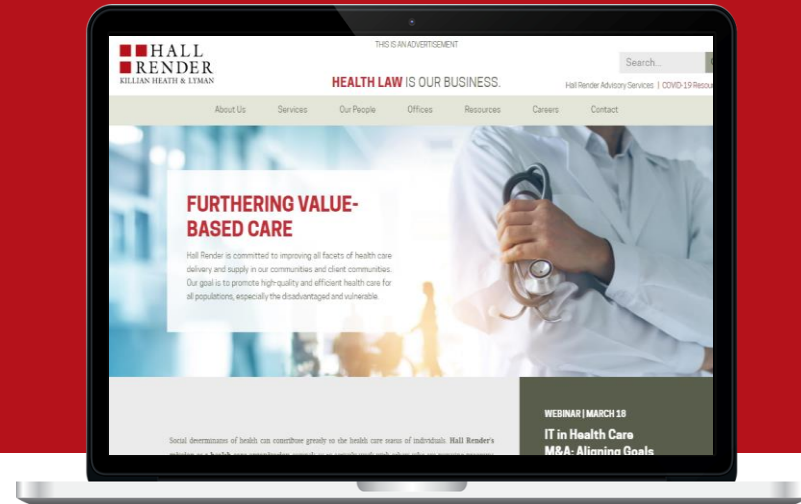 THIS IS AN ADVERTISEMENT
HALL
RENDER
KILLIAN HEATH & LYMAN
Search...
HEALTH LAW IS OUR BUSINESS.
Hall Render Advisory Services | COVID-19 Resour
About Us Services Our People Offices Resources Careers Contact
FURTHERING VALUE-
BASED CARE
Hall Render is committed to improving all facets of health care
delivery and supply in our communities and client communities.
Our goal is to promote high-quality and efficient health care for
all populations, especially the disadvantaged and vulnerable.
WEBINAR | MARCH 18
IT in Health Care
M&A: Aligning Goals
Social determinants of health can contribute greatly to the health care status of individuals. Hall Render's